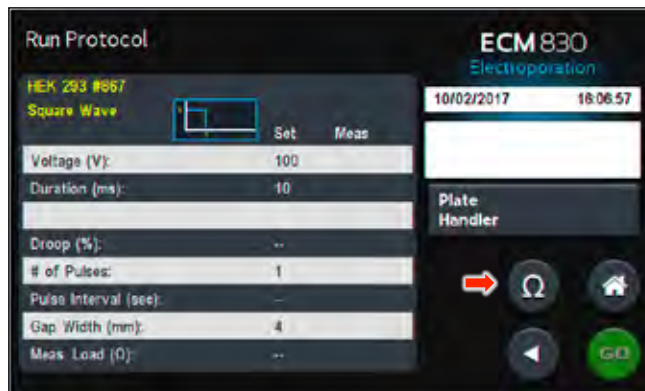 Run Protocol
ECM 830
Electroporation
HEK 293 #867
Square Wave
10/02/2017 16:06:57
Set Meas
Voltage (V): 100
Duration (ms): 10
Plate
Handler
Droop (%): --
# of Pulses: 1
Ω
Pulse Interval (sec): --
Gap Width (mm): 4
Meas. Load (Ω): --
GO